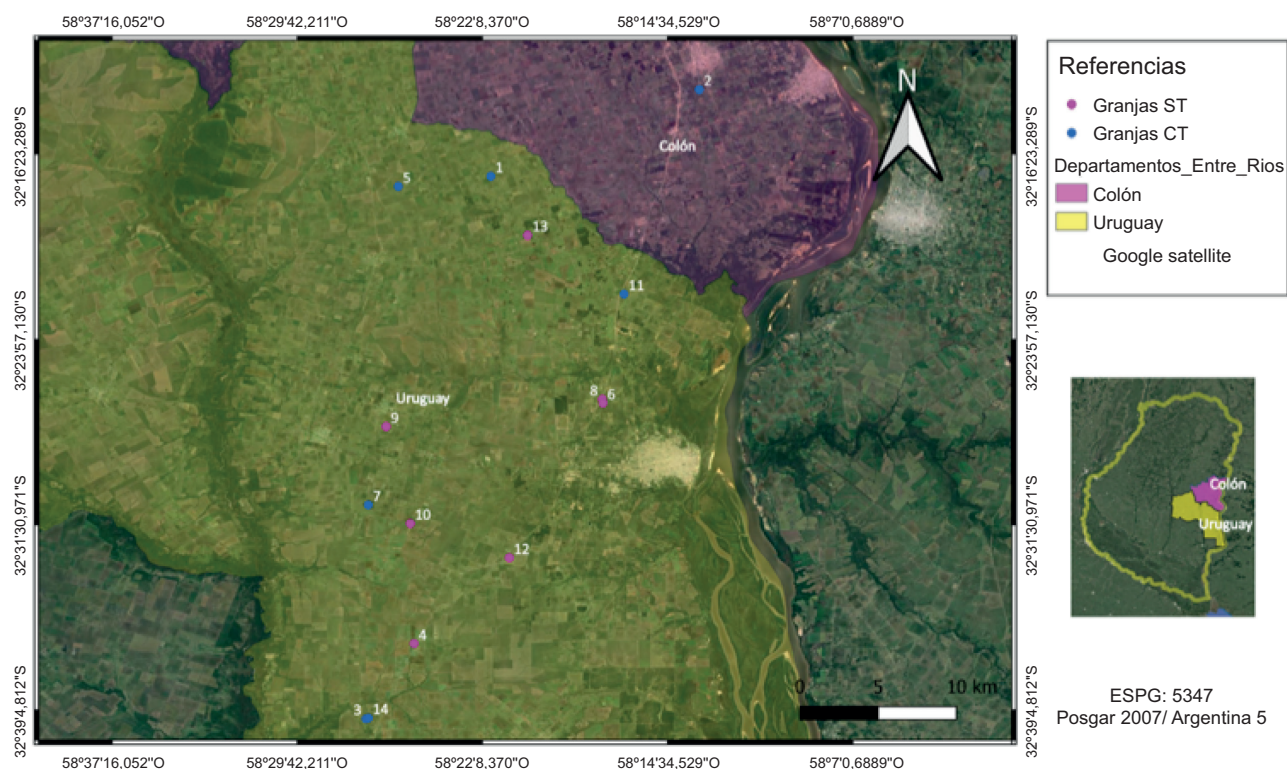 58°37'16,052"O
58°29'42,211"O
58°22'8,370"O
58°14'34,529"O
58°7'0,6889"O
32°16'23,289"S
32°23'57,130"S
32°31'30,971"S
32°39'4,812"S
2
N
Colón
1
5
13
11
8
6
Uruguay
9
7
10
12
4
3
14
0
5
10 km
32°16'23,289"S
32°23'57,130"S
32°31'30,971"S
32°39'4,812"S
58°37'16,052"O
58°29'42,211"O
58°22'8,370"O
58°14'34,529"O
58°7'0,6889"O
Referencias
Granjas ST
Granjas CT
Departamentos_Entre_Rios
Colón
Uruguay
Google satellite
Colón
Uruguay
ESPG: 5347
Posgar 2007/ Argentina 5